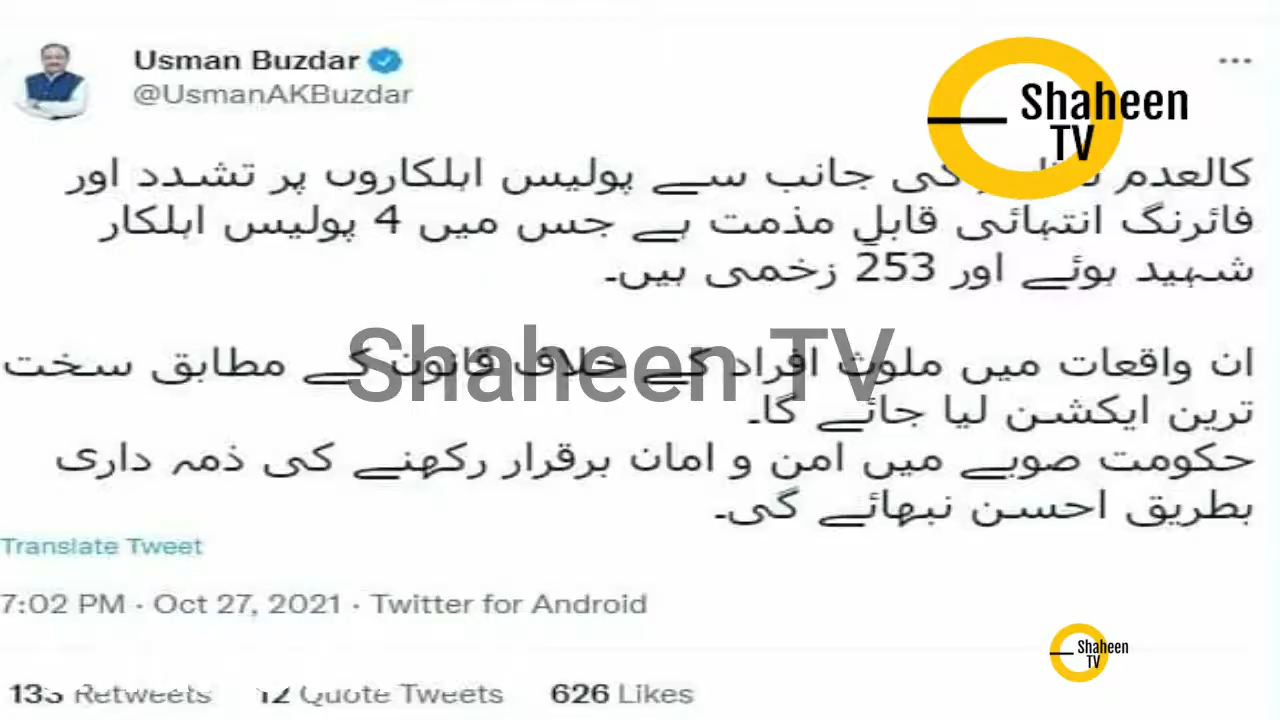 Usman Buzdar
@UsmanAKBuzdar
Shaheen
TV
کالعدم کی جانب سے پولیس اہلکاروں پر تشدد اور
فائرنگ انتہائی قابلِ مذمت ہے جس میں 4 پولیس اہلکار
شہید ہوئے اور 253 زخمی ہیں۔
ان واقعات میں ملوث افراد کے خلاف قانون کے مطابق سخت
Shaheen TV
ترین ایکشن لیا جائے گا۔
حکومت صوبے میں امن و امان برقرار رکھنے کی ذمہ داری
بطریق احسن نبھائے گی۔
Translate Tweet
7:02 PM · Oct 27, 2021 · Twitter for Android
Shaheen
TV
Retweets Quote Tweets 626 Likes